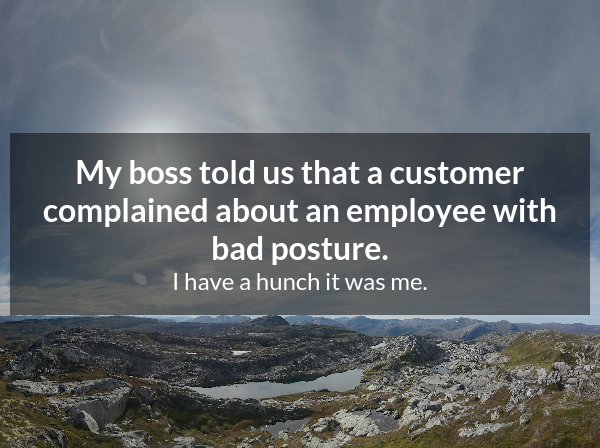 My boss told us that a customer
complained about an employee with
bad posture.
I have a hunch it was me.